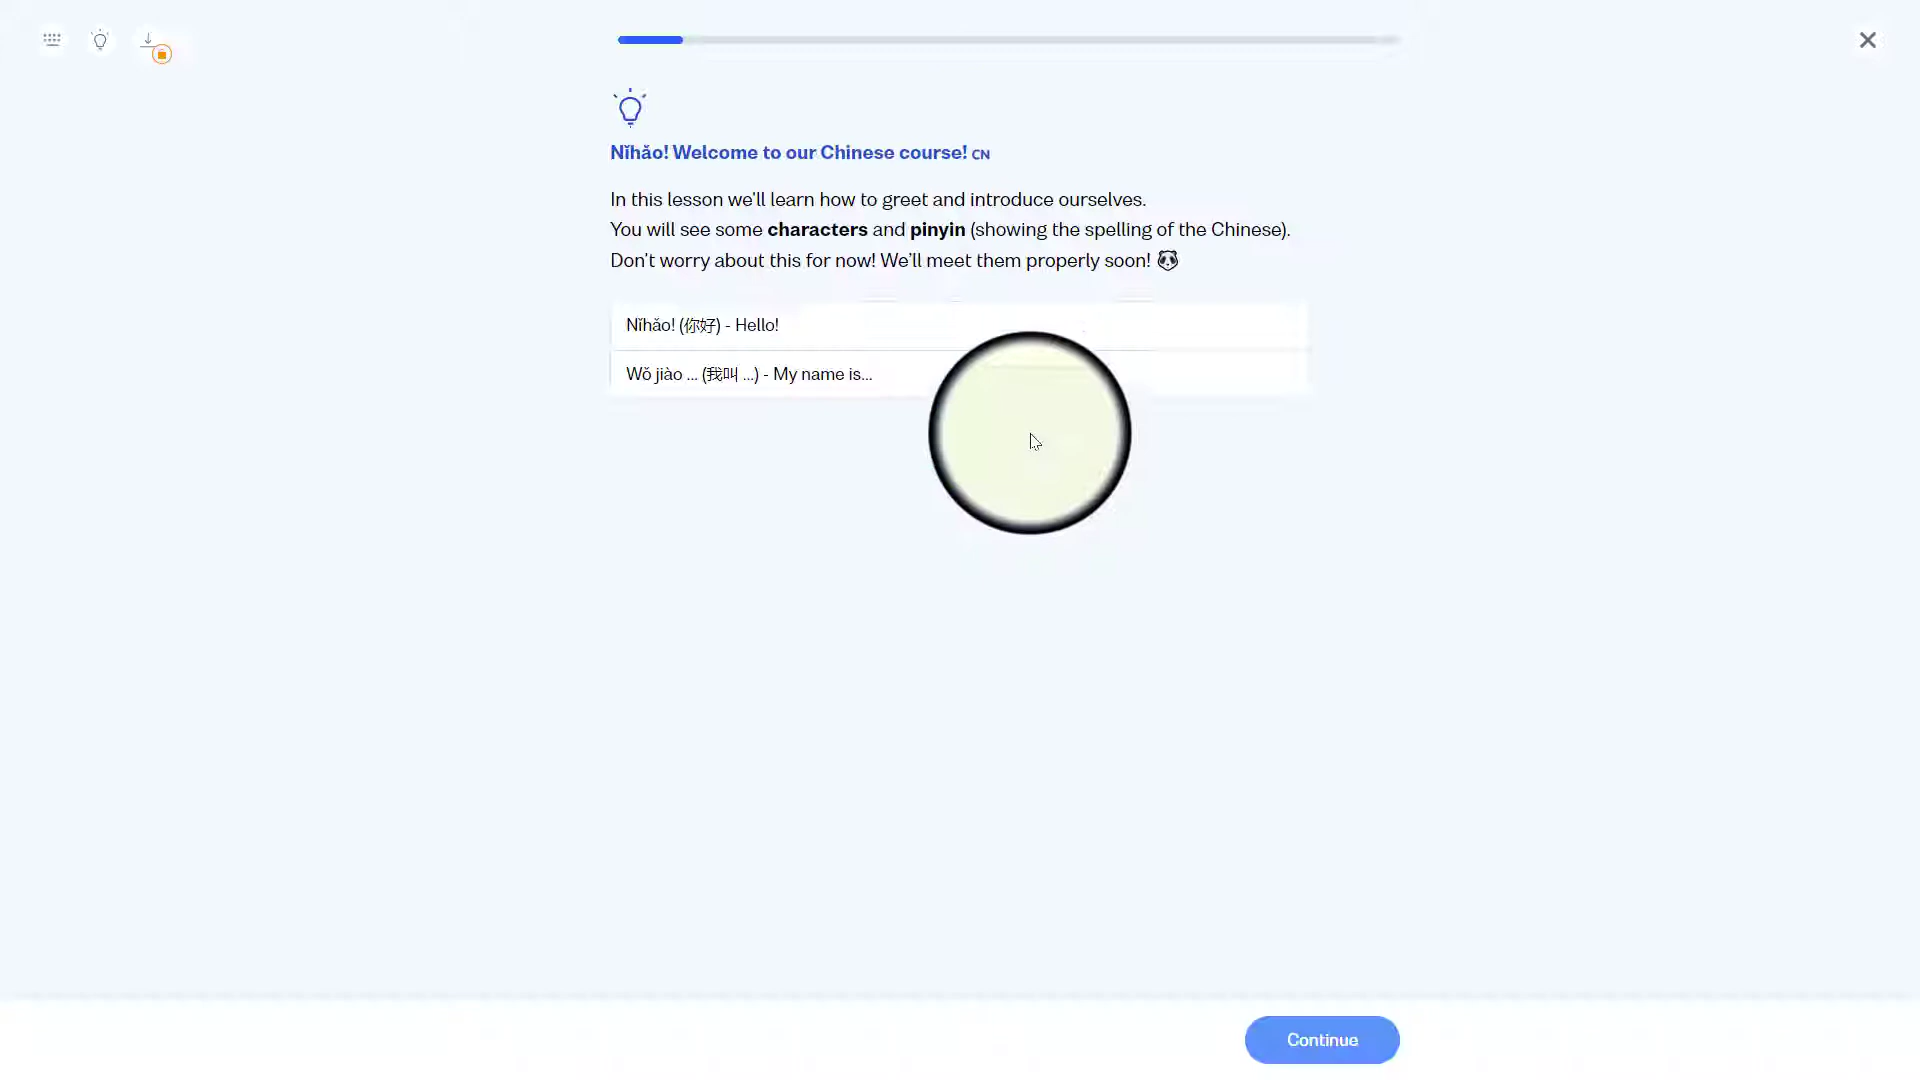 Nǐhǎo! Welcome to our Chinese course! CN
In this lesson we'll learn how to greet and introduce ourselves.
You will see some characters and pinyin (showing the spelling of the Chinese).
Don't worry about this for now! We'll meet them properly soon! 🐼
Nǐhǎo! (你好) - Hello!
Wǒ jiào ... (我叫 ...) - My name is...
Continue